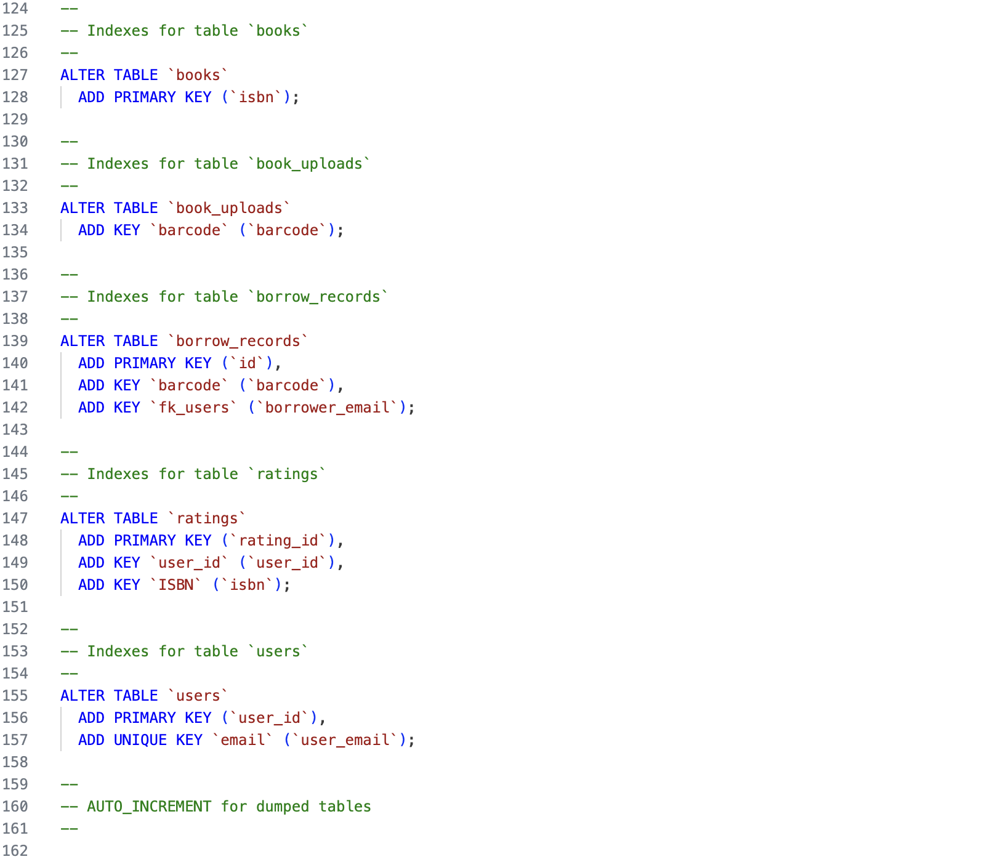 124 --
125 -- Indexes for table `books`
126 --
127 ALTER TABLE `books`
128   ADD PRIMARY KEY (`isbn`);
129
130 --
131 -- Indexes for table `book_uploads`
132 --
133 ALTER TABLE `book_uploads`
134   ADD KEY `barcode` (`barcode`);
135
136 --
137 -- Indexes for table `borrow_records`
138 --
139 ALTER TABLE `borrow_records`
140   ADD PRIMARY KEY (`id`),
141   ADD KEY `barcode` (`barcode`),
142   ADD KEY `fk_users` (`borrower_email`);
143
144 --
145 -- Indexes for table `ratings`
146 --
147 ALTER TABLE `ratings`
148   ADD PRIMARY KEY (`rating_id`),
149   ADD KEY `user_id` (`user_id`),
150   ADD KEY `ISBN` (`isbn`);
151
152 --
153 -- Indexes for table `users`
154 --
155 ALTER TABLE `users`
156   ADD PRIMARY KEY (`user_id`),
157   ADD UNIQUE KEY `email` (`user_email`);
158
159 --
160 -- AUTO_INCREMENT for dumped tables
161 --
162